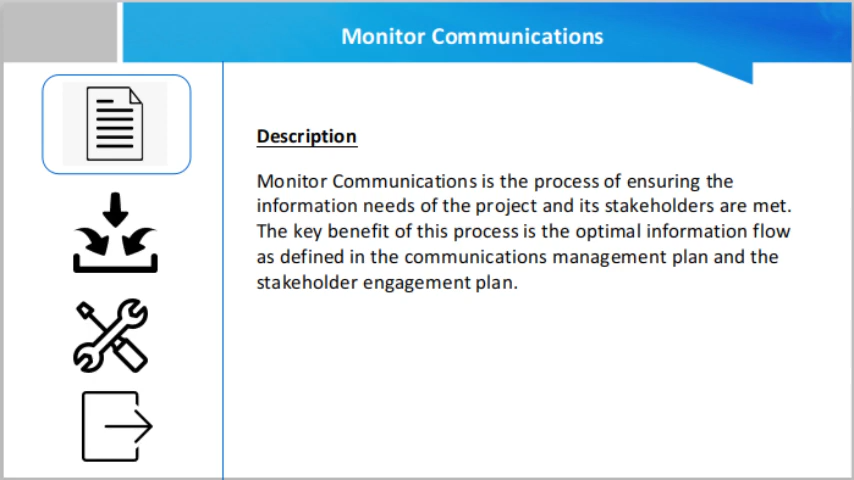 Monitor Communications
Description
Monitor Communications is the process of ensuring the
information needs of the project and its stakeholders are met.
The key benefit of this process is the optimal information flow
as defined in the communications management plan and the
stakeholder engagement plan.